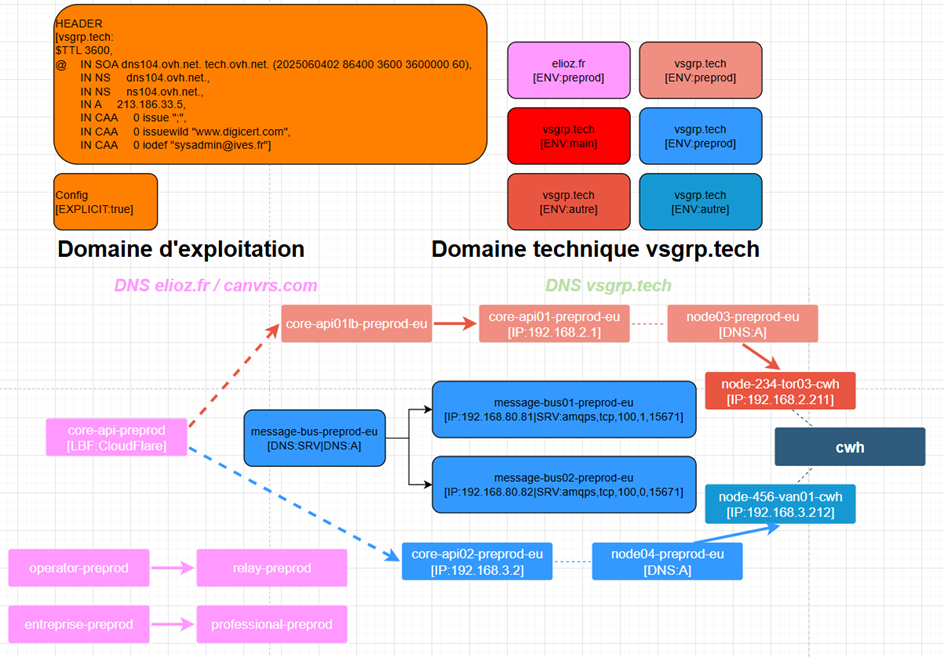 HEADER
[vsgrp.tech:
$TTL 3600,
@ IN SOA dns104.ovh.net. tech.ovh.net. (2025060402 86400 3600 3600000 60),
IN NS dns104.ovh.net.,
IN NS ns104.ovh.net.,
IN A 213.186.33.5,
IN CAA 0 issue ";",
IN CAA 0 issuewild "www.digicert.com",
IN CAA 0 iodef "sysadmin@ives.fr"]
elioz.fr
[ENV:preprod]
vsgrp.tech
[ENV:preprod]
vsgrp.tech
[ENV:main]
vsgrp.tech
[ENV:preprod]
Config
[EXPLICIT:true]
vsgrp.tech
[ENV:autre]
vsgrp.tech
[ENV:autre]
Domaine d'exploitation
Domaine technique vsgrp.tech
DNS elioz.fr / canvrs.com
DNS vsgrp.tech
core-api01lb-preprod-eu
core-api01-preprod-eu
[IP:192.168.2.1]
node03-preprod-eu
[DNS:A]
node-234-tor03-cwh
[IP:192.168.2.211]
core-api-preprod
[LBF:CloudFlare]
message-bus-preprod-eu
[DNS:SRV|DNS:A]
message-bus01-preprod-eu
[IP:192.168.80.81|SRV:amqps,tcp,100,1,15671]
cwh
message-bus02-preprod-eu
[IP:192.168.80.82|SRV:amqps,tcp,100,0,15671]
node-456-van01-cwh
[IP:192.168.3.212]
core-api02-preprod-eu
[IP:192.168.3.2]
node04-preprod-eu
[DNS:A]
operator-preprod
relay-preprod
entreprise-preprod
professional-preprod